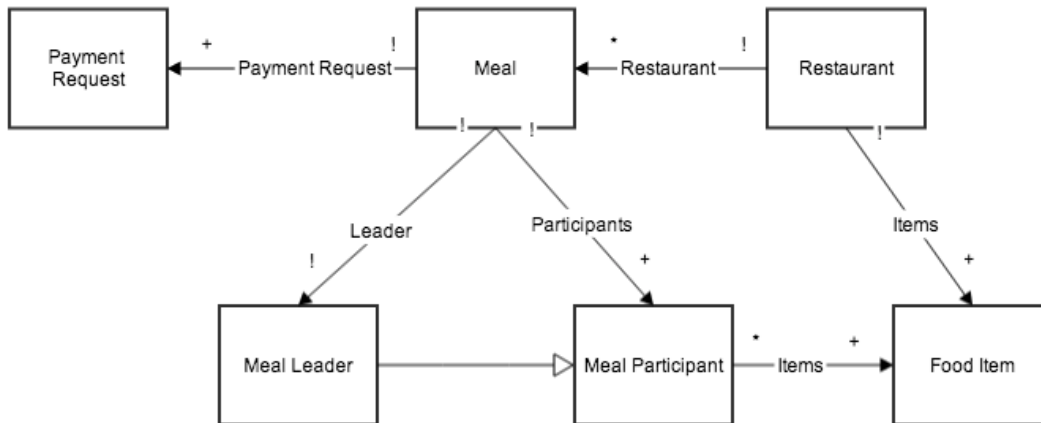 Payment
Request
+
Payment Request
!
Meal
*
Restaurant
!
Restaurant
!
!
!
Leader
Participants
Items
!
+
+
Meal Leader
Meal Participant
*
Items
+
Food Item